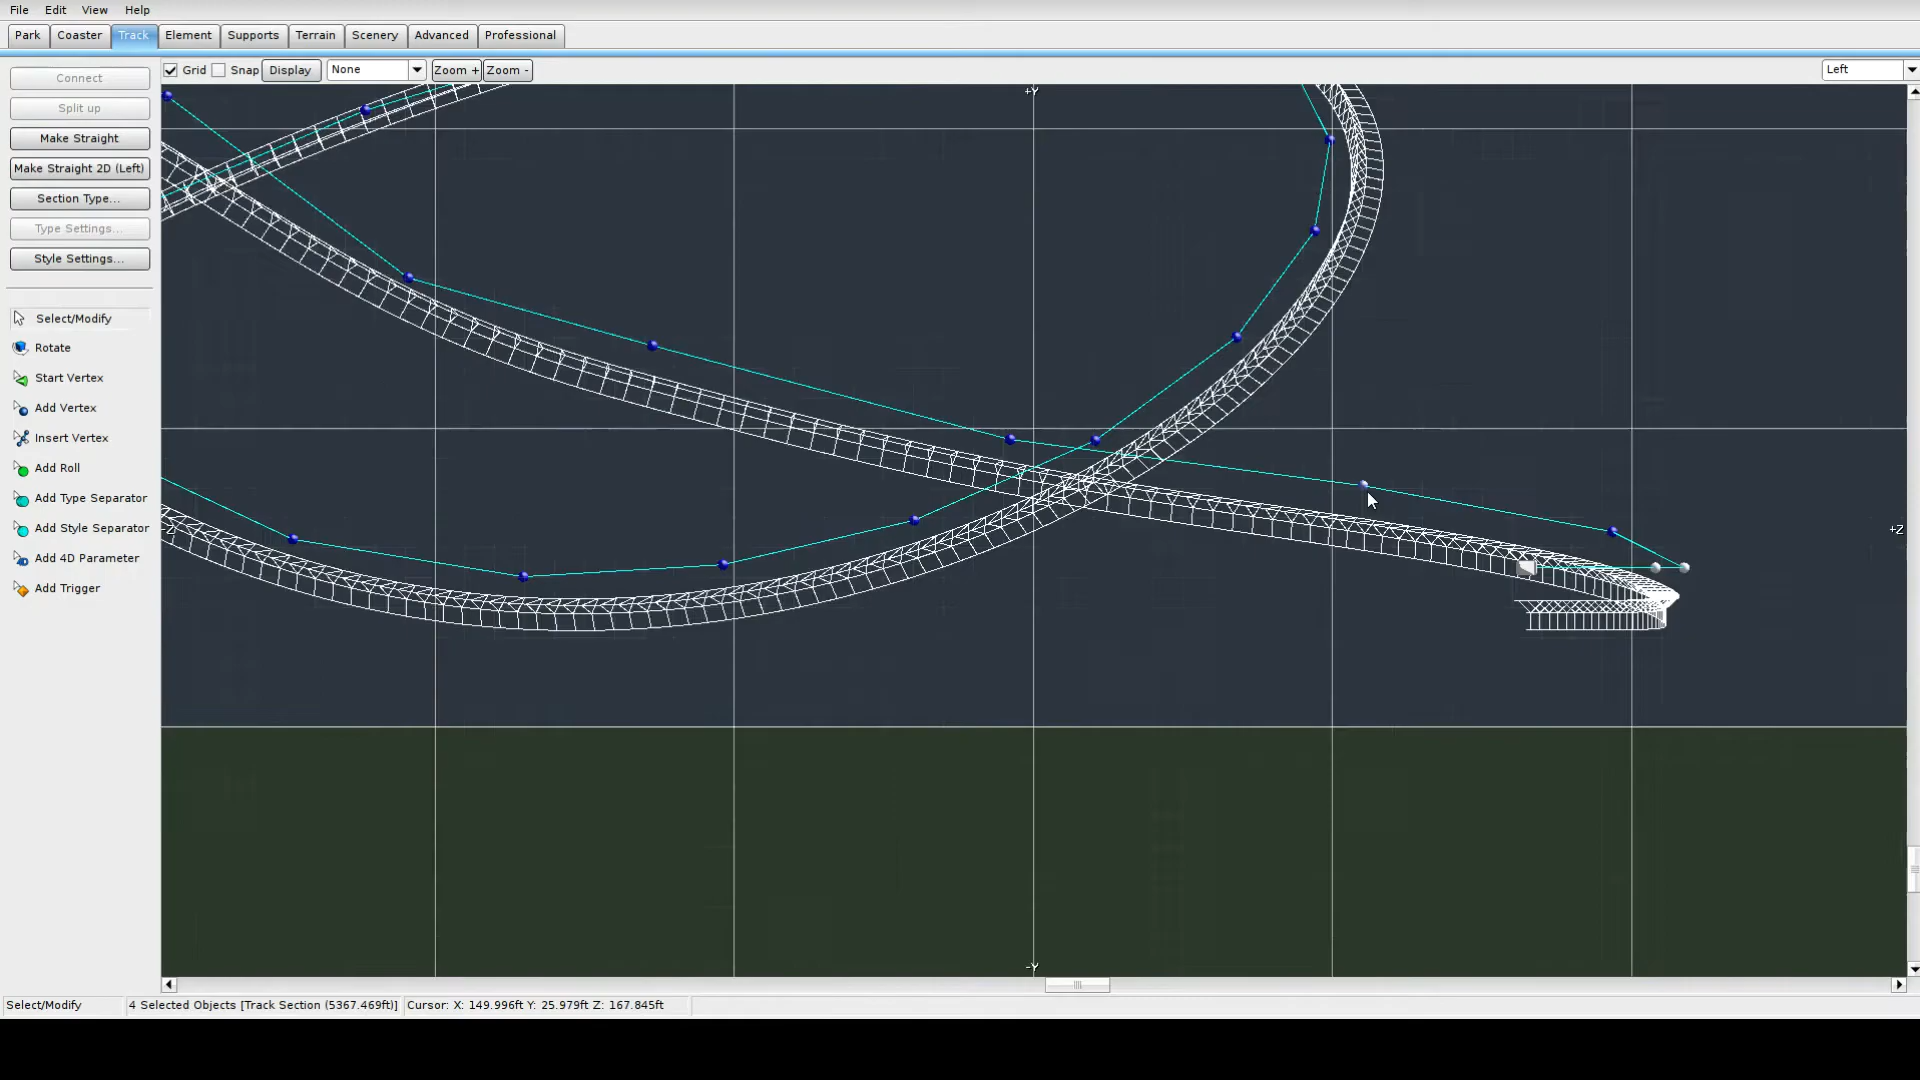 File Edit View Help
Park Coaster Track Element Supports Terrain Scenery Advanced Professional
Connect
Split up
Make Straight
Make Straight 2D (Left)
Section Type...
Type Settings...
Style Settings...
Select/Modify
Rotate
Start Vertex
Add Vertex
Insert Vertex
Add Roll
Add Type Separator
Add Style Separator
Add 4D Parameter
Add Trigger
Grid Snap Display None Zoom + Zoom - Left
+Y
-Z
+Z
-Y
Select/Modify 4 Selected Objects [Track Section (5367.469ft)] Cursor: X: 149.996ft Y: 25.979ft Z: 167.845ft